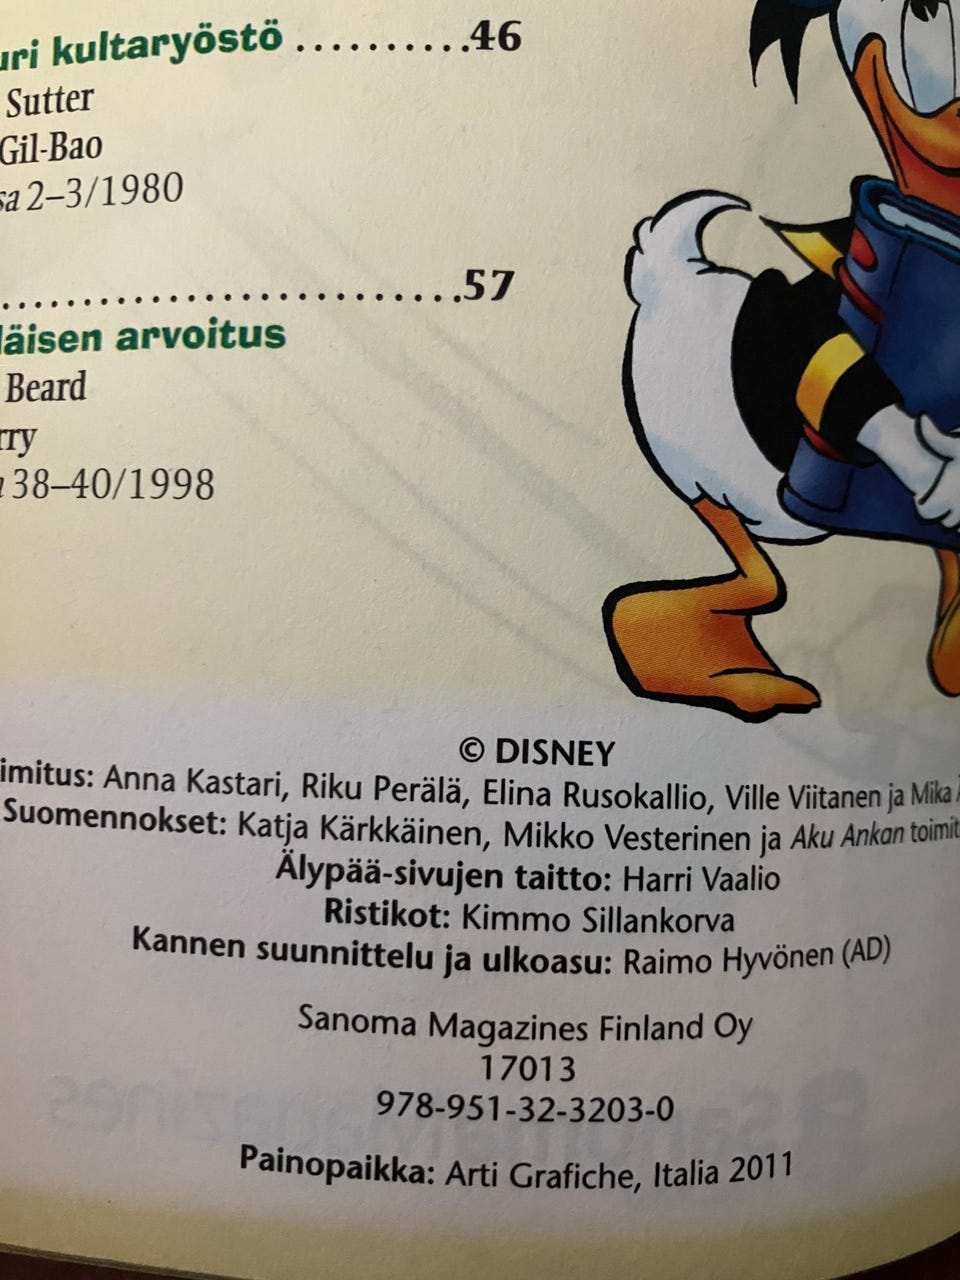 uri kultaryöstö ..........46
Sutter
Gil-Bao
sa 2–3/1980
............................57
läisen arvoitus
Beard
rry
38–40/1998
© DISNEY
imitus: Anna Kastari, Riku Perälä, Elina Rusokallio, Ville Viitanen ja Mika
Suomennokset: Katja Kärkkäinen, Mikko Vesterinen ja Aku Ankan toimit
Älypää-sivujen taitto: Harri Vaalio
Ristikot: Kimmo Sillankorva
Kannen suunnittelu ja ulkoasu: Raimo Hyvönen (AD)
Sanoma Magazines Finland Oy
17013
978-951-32-3203-0
Painopaikka: Arti Grafiche, Italia 2011